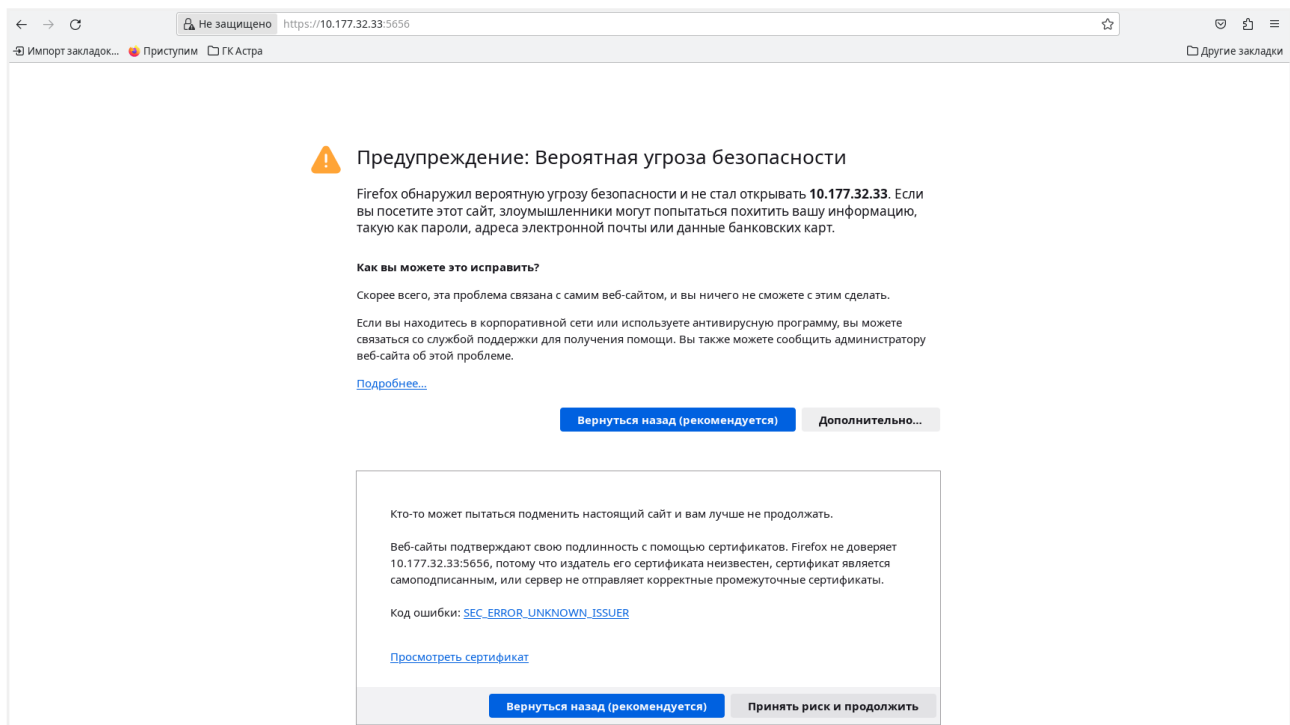 Не защищено https://10.177.32.33:5656
Импорт закладок... Приступим ГК Астра Другие закладки
Предупреждение: Вероятная угроза безопасности
Firefox обнаружил вероятную угрозу безопасности и не стал открывать 10.177.32.33. Если
вы посетите этот сайт, злоумышленники могут попытаться похитить вашу информацию,
такую как пароли, адреса электронной почты или данные банковских карт.
Как вы можете это исправить?
Скорее всего, эта проблема связана с самим веб-сайтом, и вы ничего не сможете с этим сделать.
Если вы находитесь в корпоративной сети или используете антивирусную программу, вы можете
связаться со службой поддержки для получения помощи. Вы также можете сообщить администратору
веб-сайта об этой проблеме.
Подробнее...
Вернуться назад (рекомендуется) Дополнительно...
Кто-то может пытаться подменить настоящий сайт и вам лучше не продолжать.
Веб-сайты подтверждают свою подлинность с помощью сертификатов. Firefox не доверяет
10.177.32.33:5656, потому что издатель его сертификата неизвестен, сертификат является
самоподписанным, или сервер не отправляет корректные промежуточные сертификаты.
Код ошибки: SEC_ERROR_UNKNOWN_ISSUER
Просмотреть сертификат
Вернуться назад (рекомендуется) Принять риск и продолжить